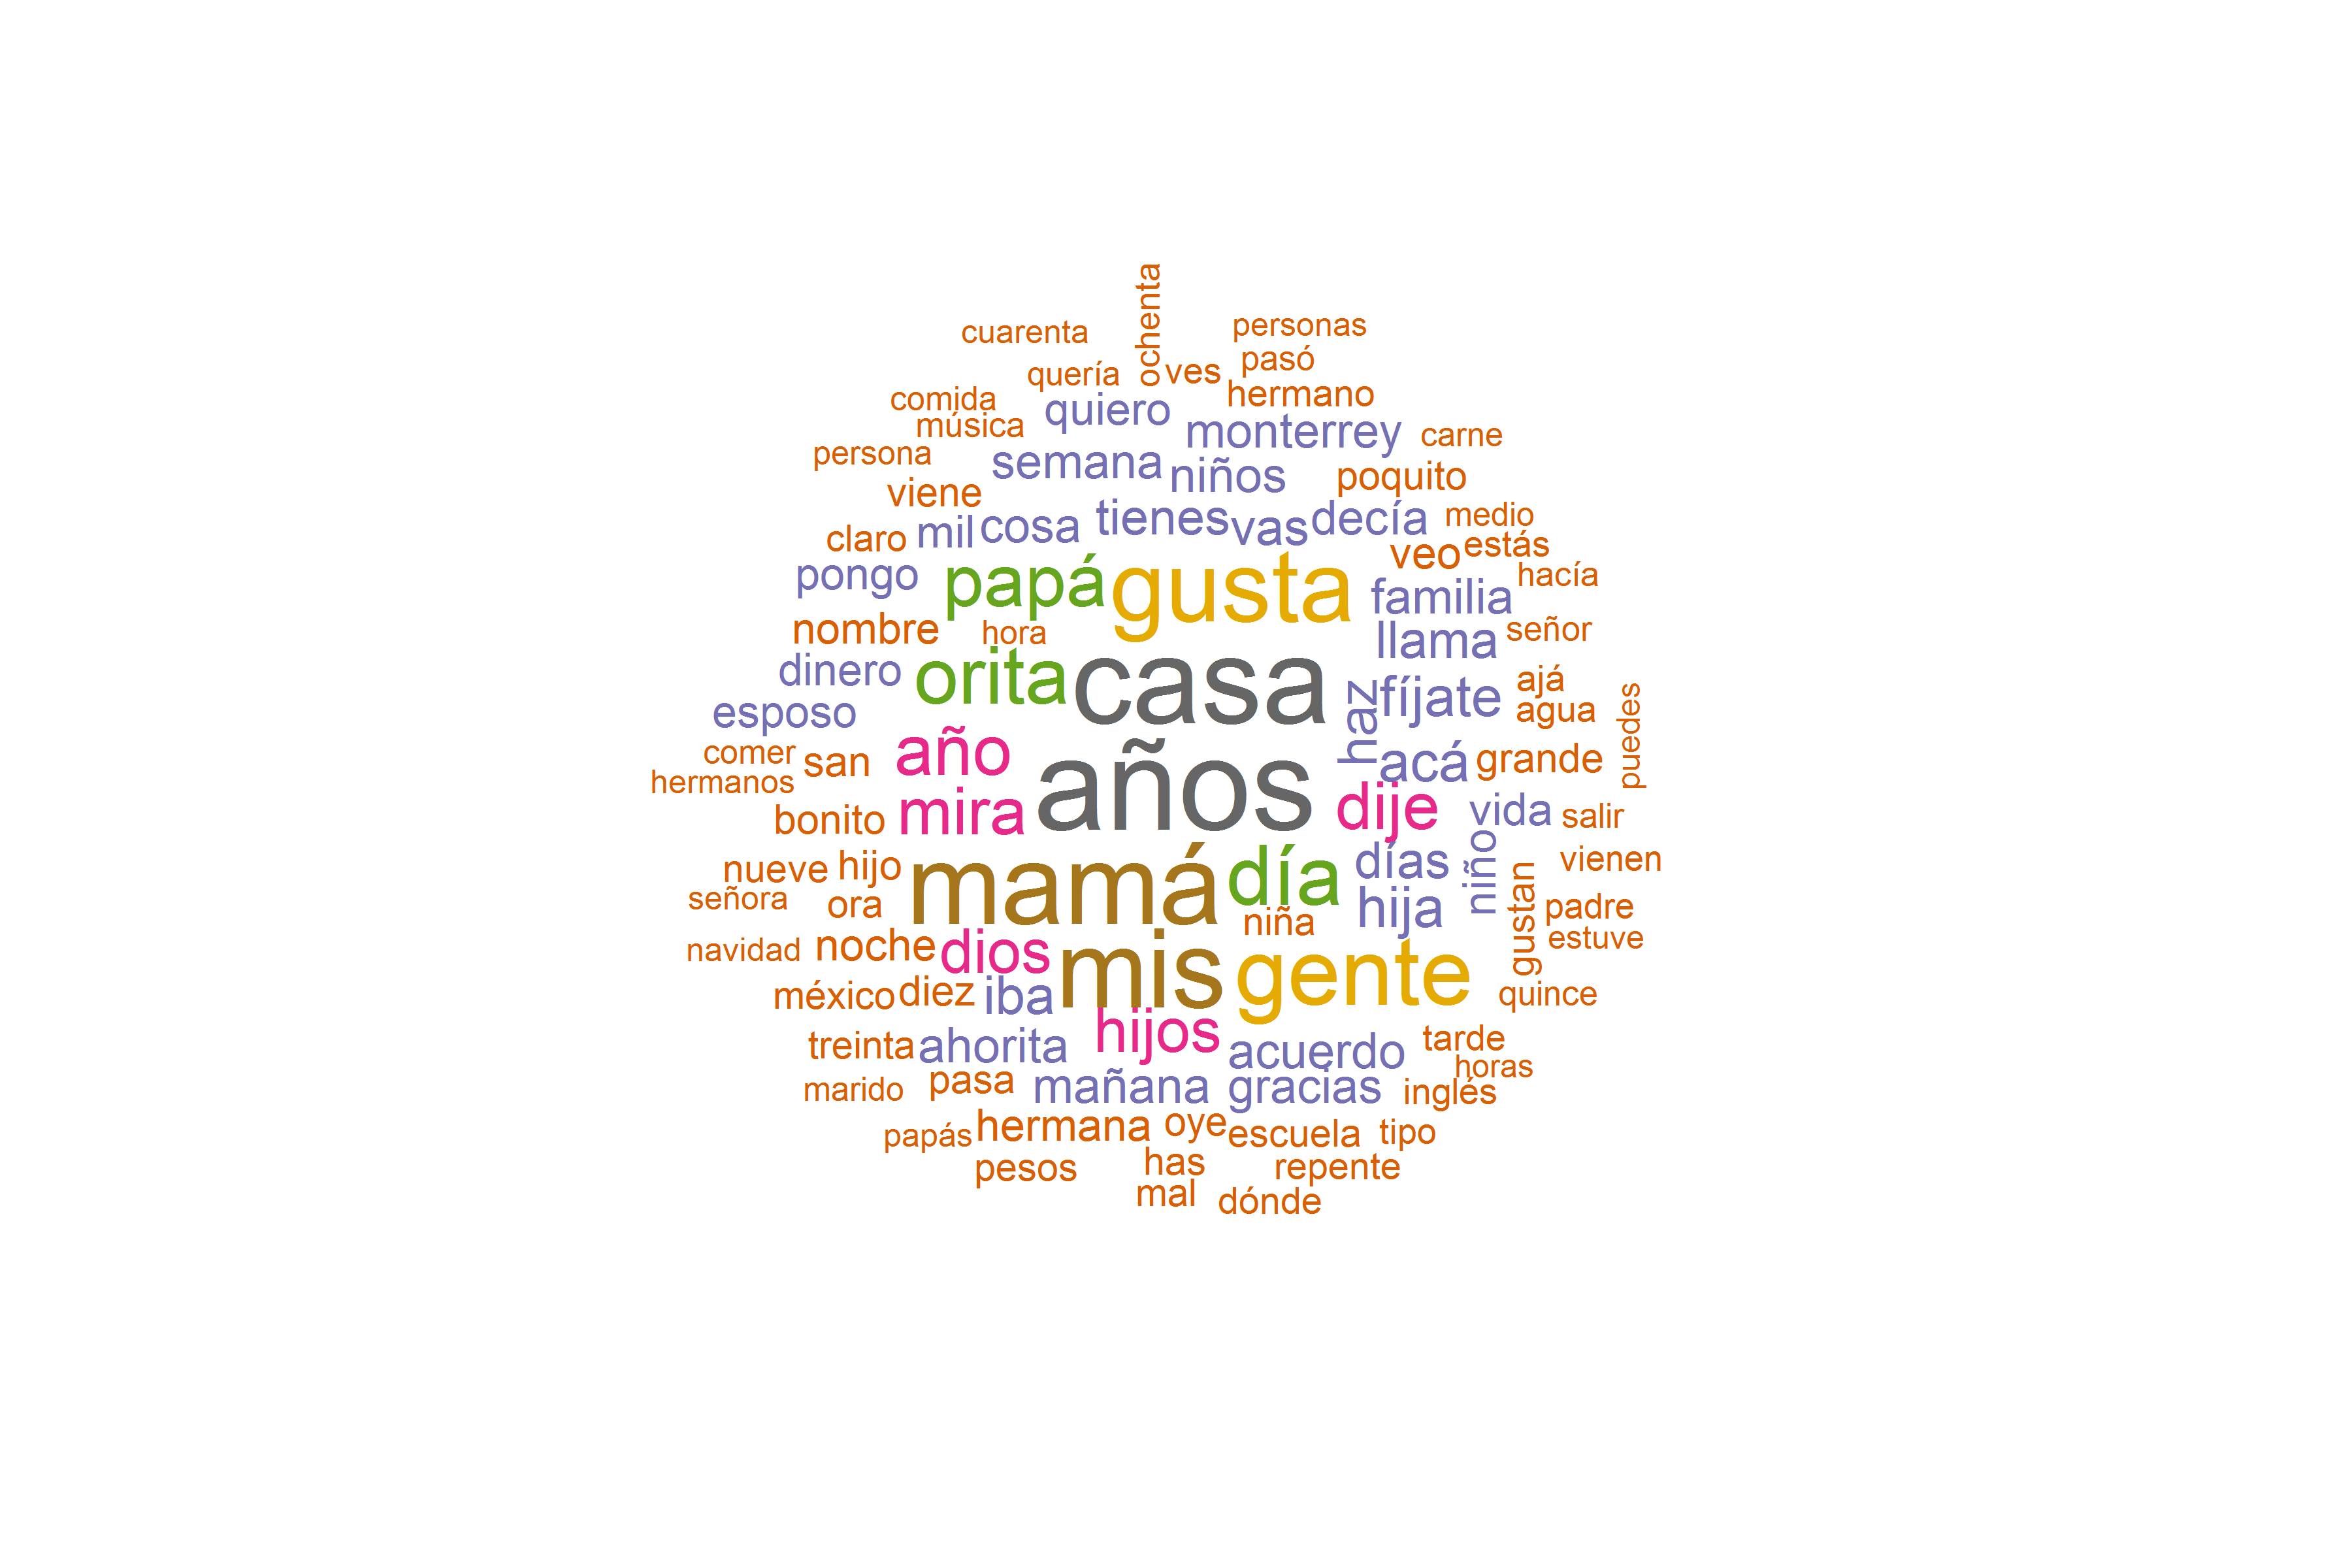 ochenta
cuarenta
personas
pasó
quería
ves
hermano
comida
quiero
música
monterrey
carne
persona
semana
niños
poquito
viene
claro
mil
cosa
tienes
vas
decía
medio
veo
estás
pongo
papá
gusta
hacía
familia
nombre
hora
llama
señor
dinero
orita
casa
haz
fíjate
ajá
agua
puedes
esposo
comer
san
año
acá
grande
hermanos
bonito
mira
años
dije
vida
salir
nueve
hijo
mamá
día
días
niño
vienen
señora
ora
niña
hija
gustan
padre
estuve
navidad
noche
dios
mis
gente
méxico
diez
iba
quince
treinta
ahorita
hijos
acuerdo
tarde
horas
marido
pasa
mañana
gracias
inglés
papás
hermana
oye
escuela
tipo
pesos
has
repente
mal
dónde